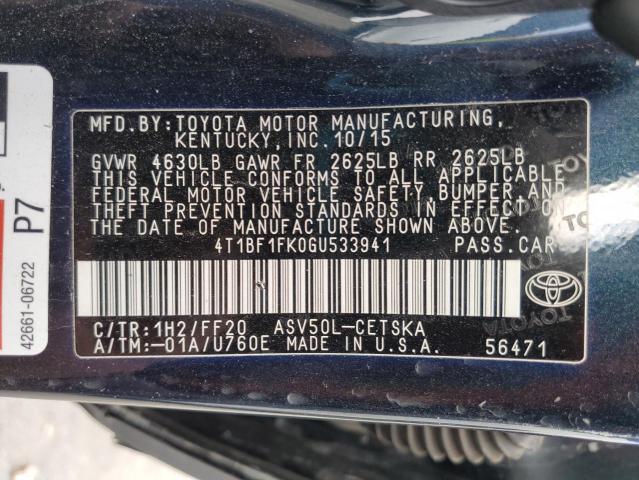 MFD.BY:TOYOTA MOTOR MANUFACTURING,
KENTUCKY,INC.10/15
GVWR 4630LB GAWR FR 2625LB RR 2625LB
THIS VEHICLE CONFORMS TO ALL APPLICABLE
FEDERAL MOTOR VEHICLE SAFETY, BUMPER,AND
THEFT PREVENTION STANDARDS IN EFFECT ON
THE DATE OF MANUFACTURE SHOWN ABOVE.
4T1BF1FK0GU533941 PASS.CAR
C/TR:1H2/FF20 ASV50L-CETSKA
A/TM:-01A/U760E MADE IN U.S.A. 56471
TOYOTA
P7
42661-06722